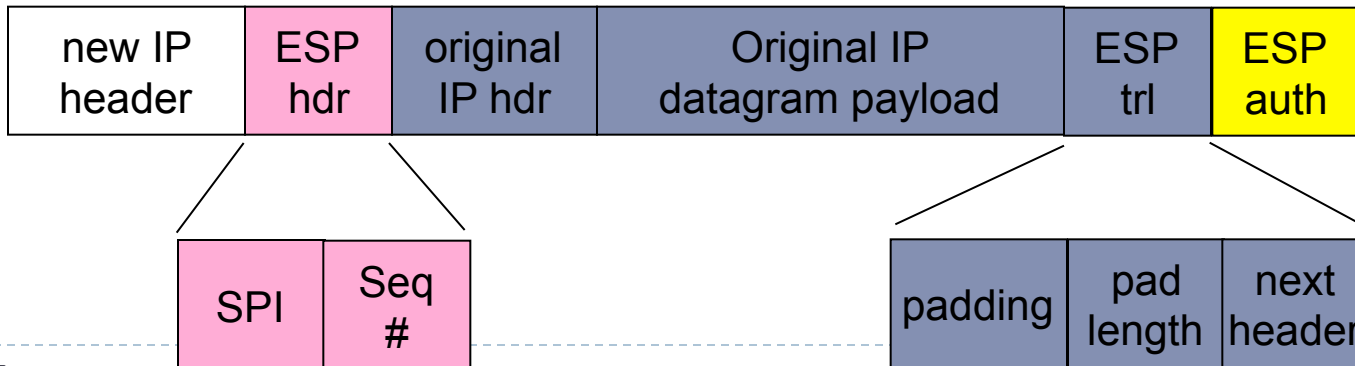 new IP
header
ESP
hdr
original
IP hdr
Original IP
datagram payload
ESP
trl
ESP
auth
SPI
Seq
#
padding
pad
length
next
header